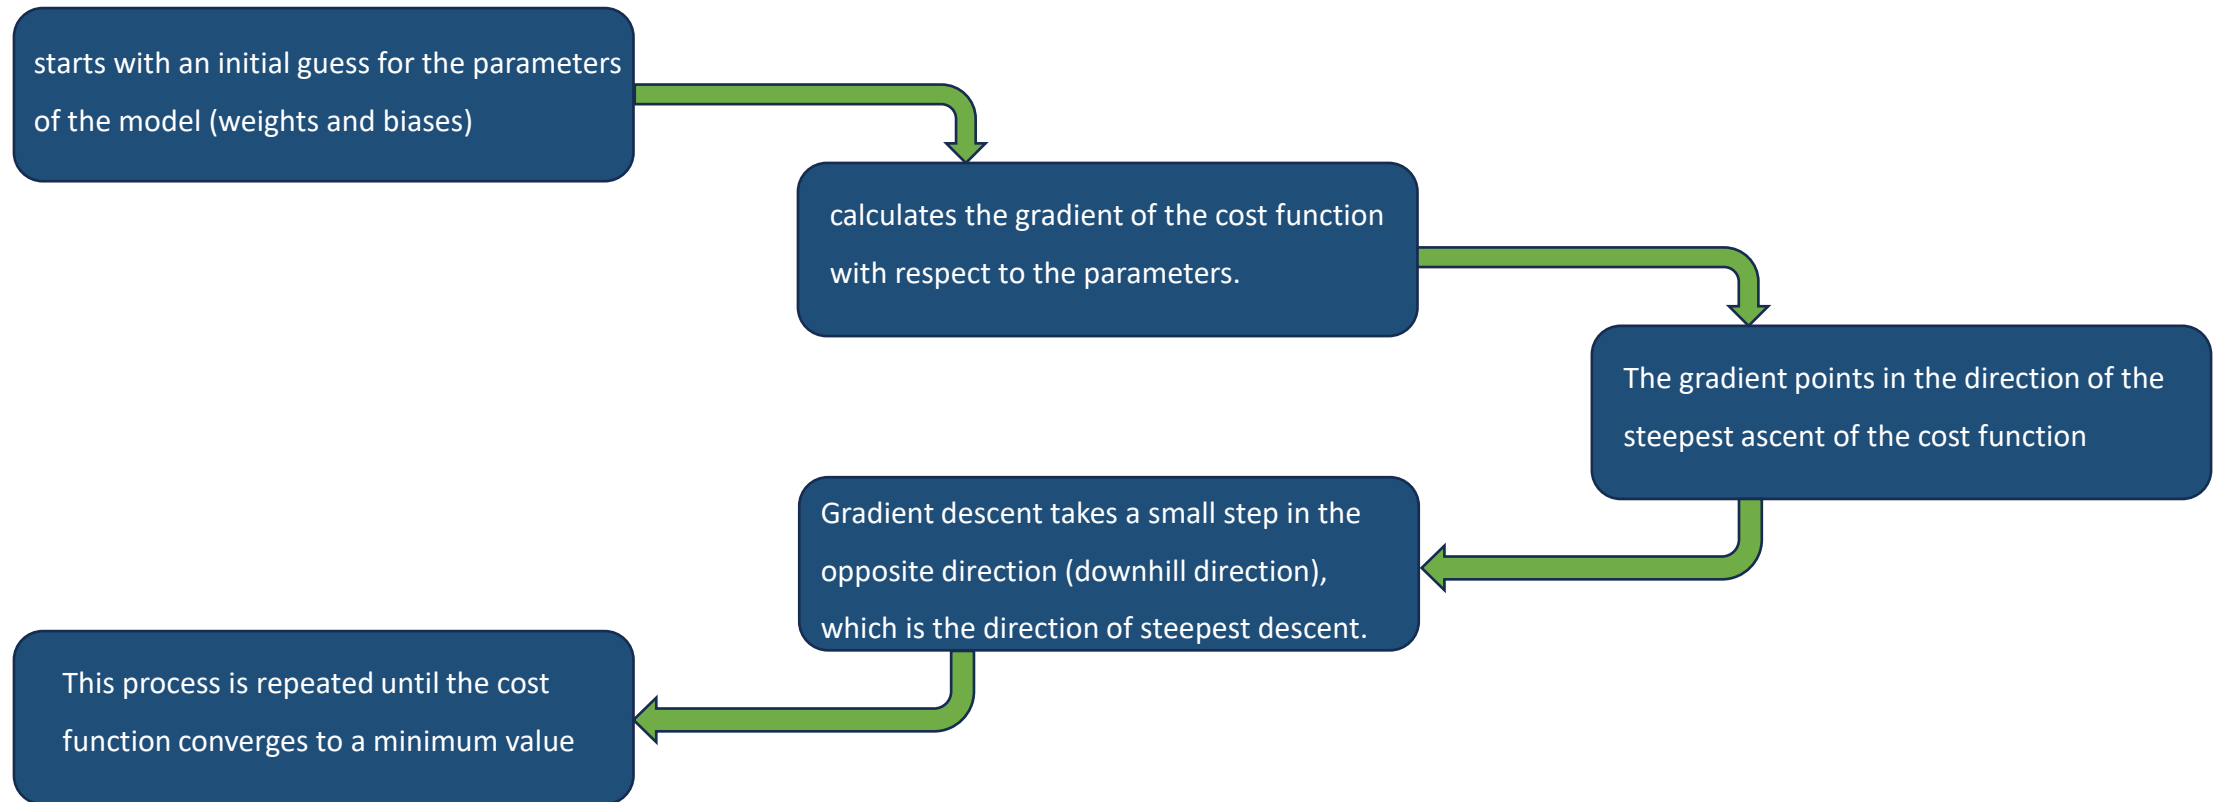 starts with an initial guess for the parameters
of the model (weights and biases)
calculates the gradient of the cost function
with respect to the parameters.
The gradient points in the direction of the
steepest ascent of the cost function
Gradient descent takes a small step in the
opposite direction (downhill direction),
which is the direction of steepest descent.
This process is repeated until the cost
function converges to a minimum value